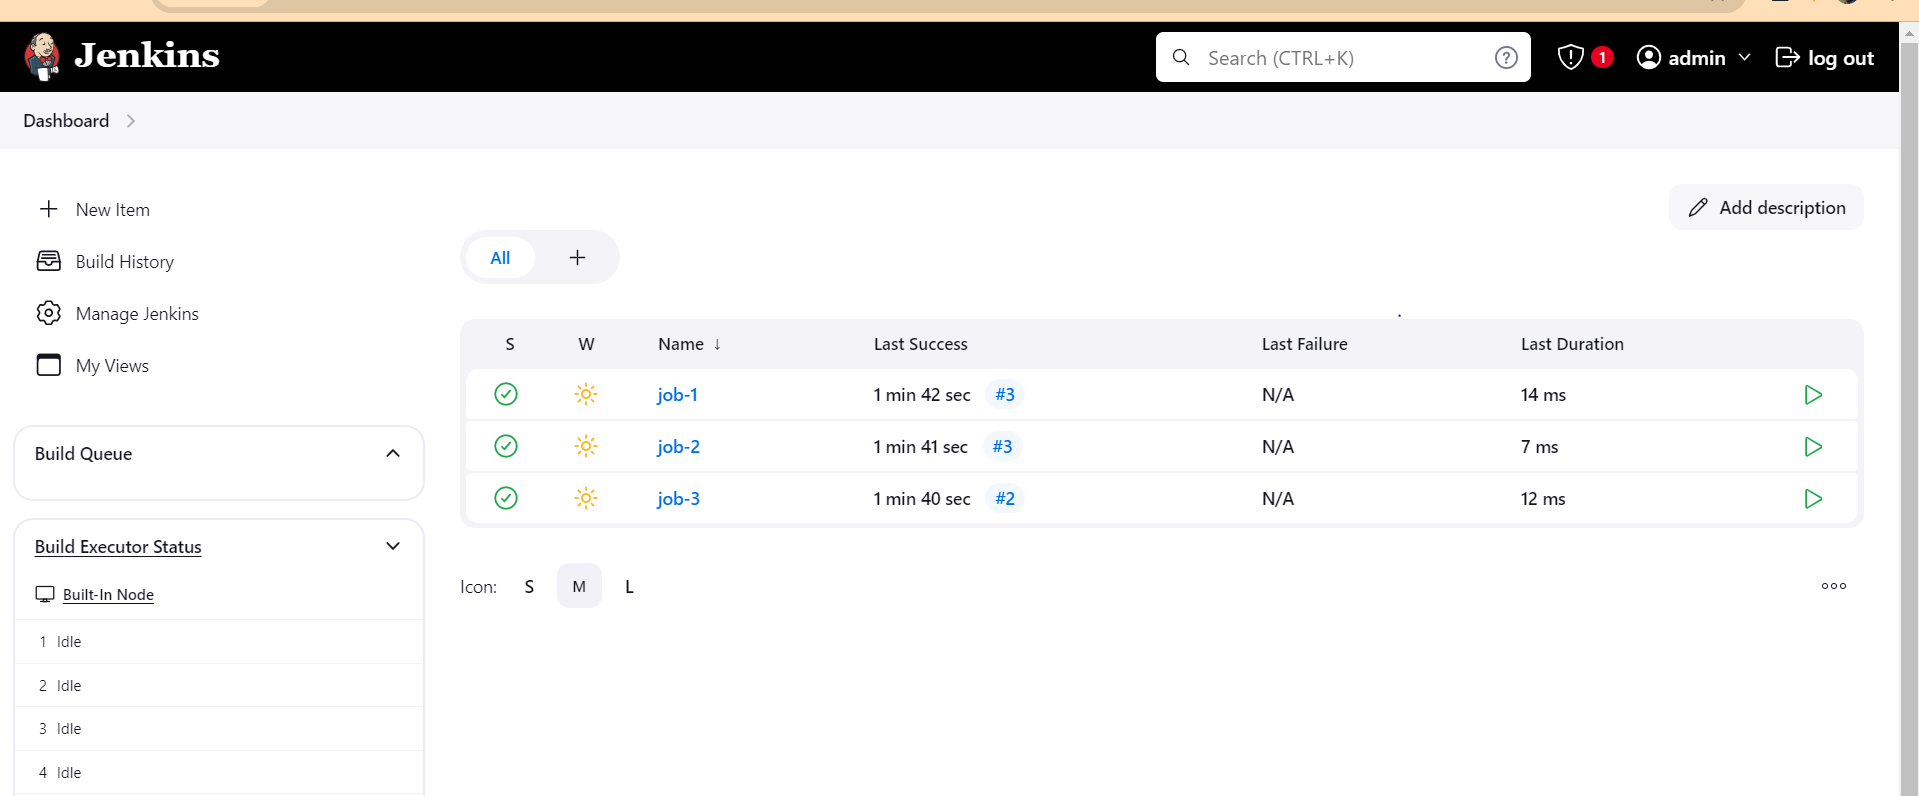 Jenkins
Search (CTRL+K)
1
admin
log out
Dashboard
New Item
Build History
Manage Jenkins
My Views
Add description
All
S W Name ↓ Last Success Last Failure Last Duration
job-1 1 min 42 sec #3 N/A 14 ms
job-2 1 min 41 sec #3 N/A 7 ms
job-3 1 min 40 sec #2 N/A 12 ms
Icon: S M L
Build Queue
Build Executor Status
Built-In Node
1 Idle
2 Idle
3 Idle
4 Idle